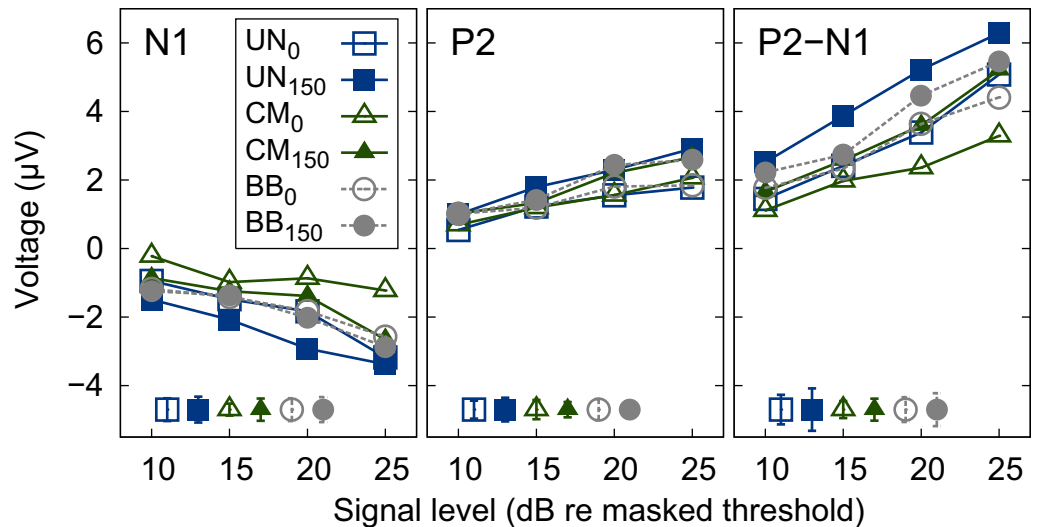 N1
P2
P2−N1
UN0
UN150
CM0
CM150
BB0
BB150
6
4
2
0
−2
−4
Voltage (µV)
10 15 20 25 10 15 20 25 10 15 20 25
Signal level (dB re masked threshold)